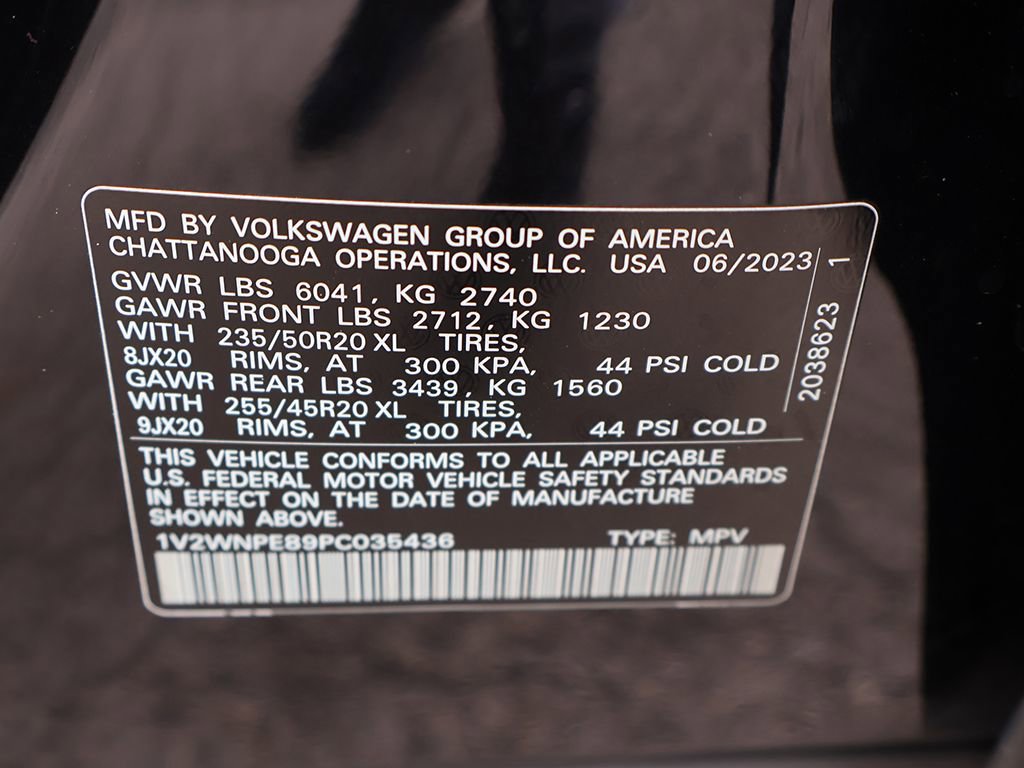 MFD BY VOLKSWAGEN GROUP OF AMERICA
CHATTANOOGA OPERATIONS, LLC. USA 06/2023
GVWR LBS 6041, KG 2740
GAWR FRONT LBS 2712, KG 1230
WITH 235/50R20 XL TIRES,
8JX20 RIMS, AT 300 KPA, 44 PSI COLD
GAWR REAR LBS 3439, KG 1560
WITH 255/45R20 XL TIRES,
9JX20 RIMS, AT 300 KPA, 44 PSI COLD
THIS VEHICLE CONFORMS TO ALL APPLICABLE
U.S. FEDERAL MOTOR VEHICLE SAFETY STANDARDS
IN EFFECT ON THE DATE OF MANUFACTURE
SHOWN ABOVE.
1V2WNPE89PC035436 TYPE: MPV
2038623 1